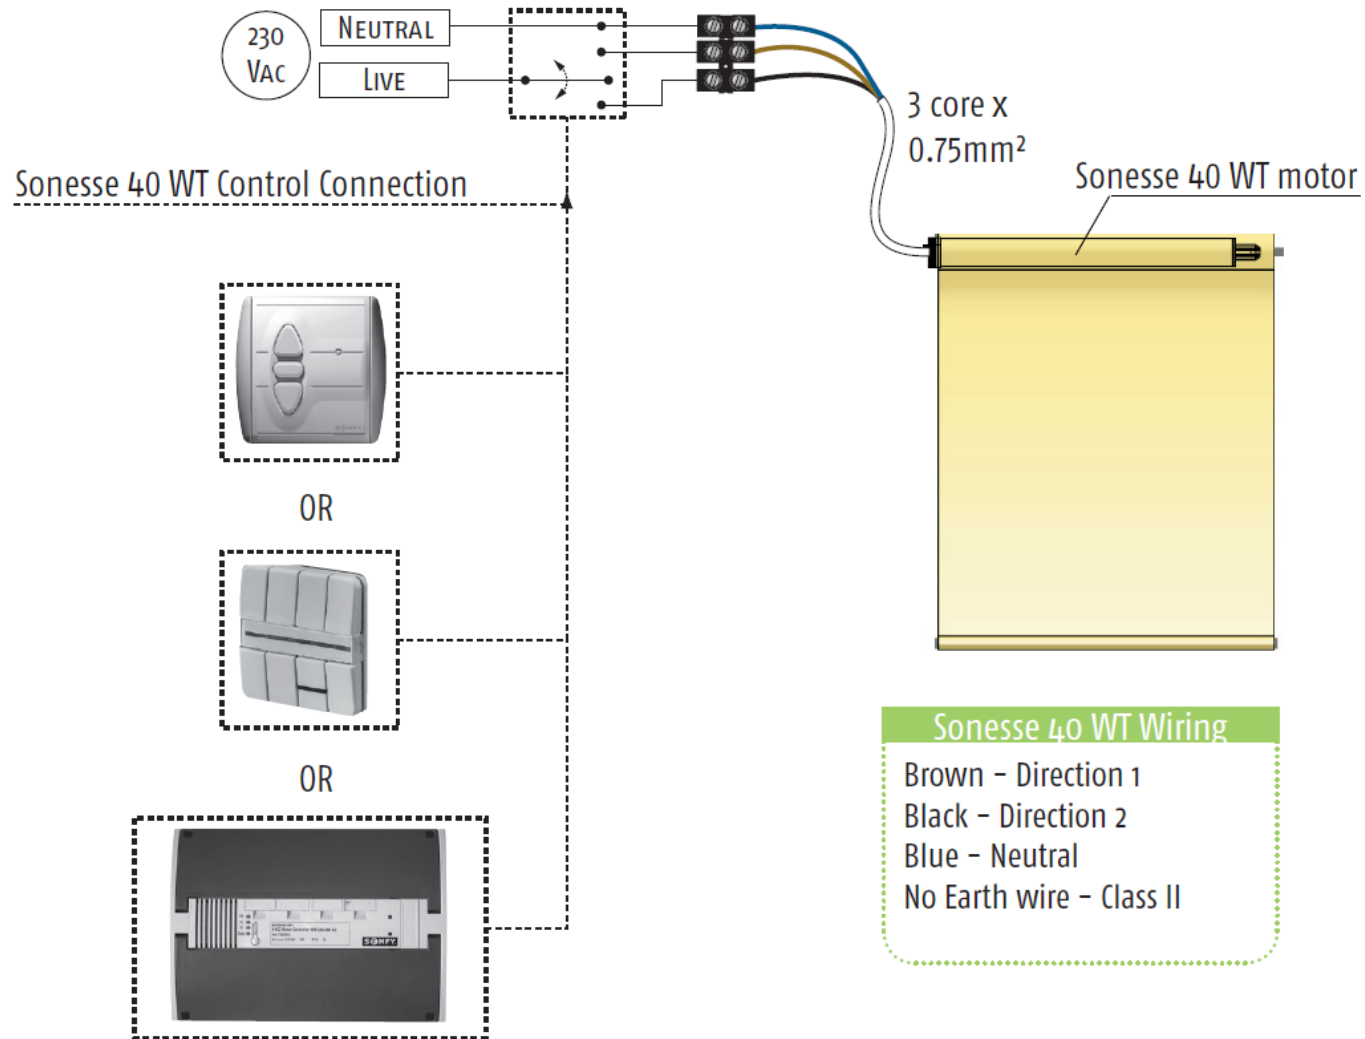 230
VAC
NEUTRAL
LIVE
3 core x
0.75mm²
Sonesse 40 WT Control Connection
Sonesse 40 WT motor
SOMFY
OR
OR
SOMFY
Sonesse 40 WT Wiring
Brown – Direction 1
Black – Direction 2
Blue – Neutral
No Earth wire – Class II